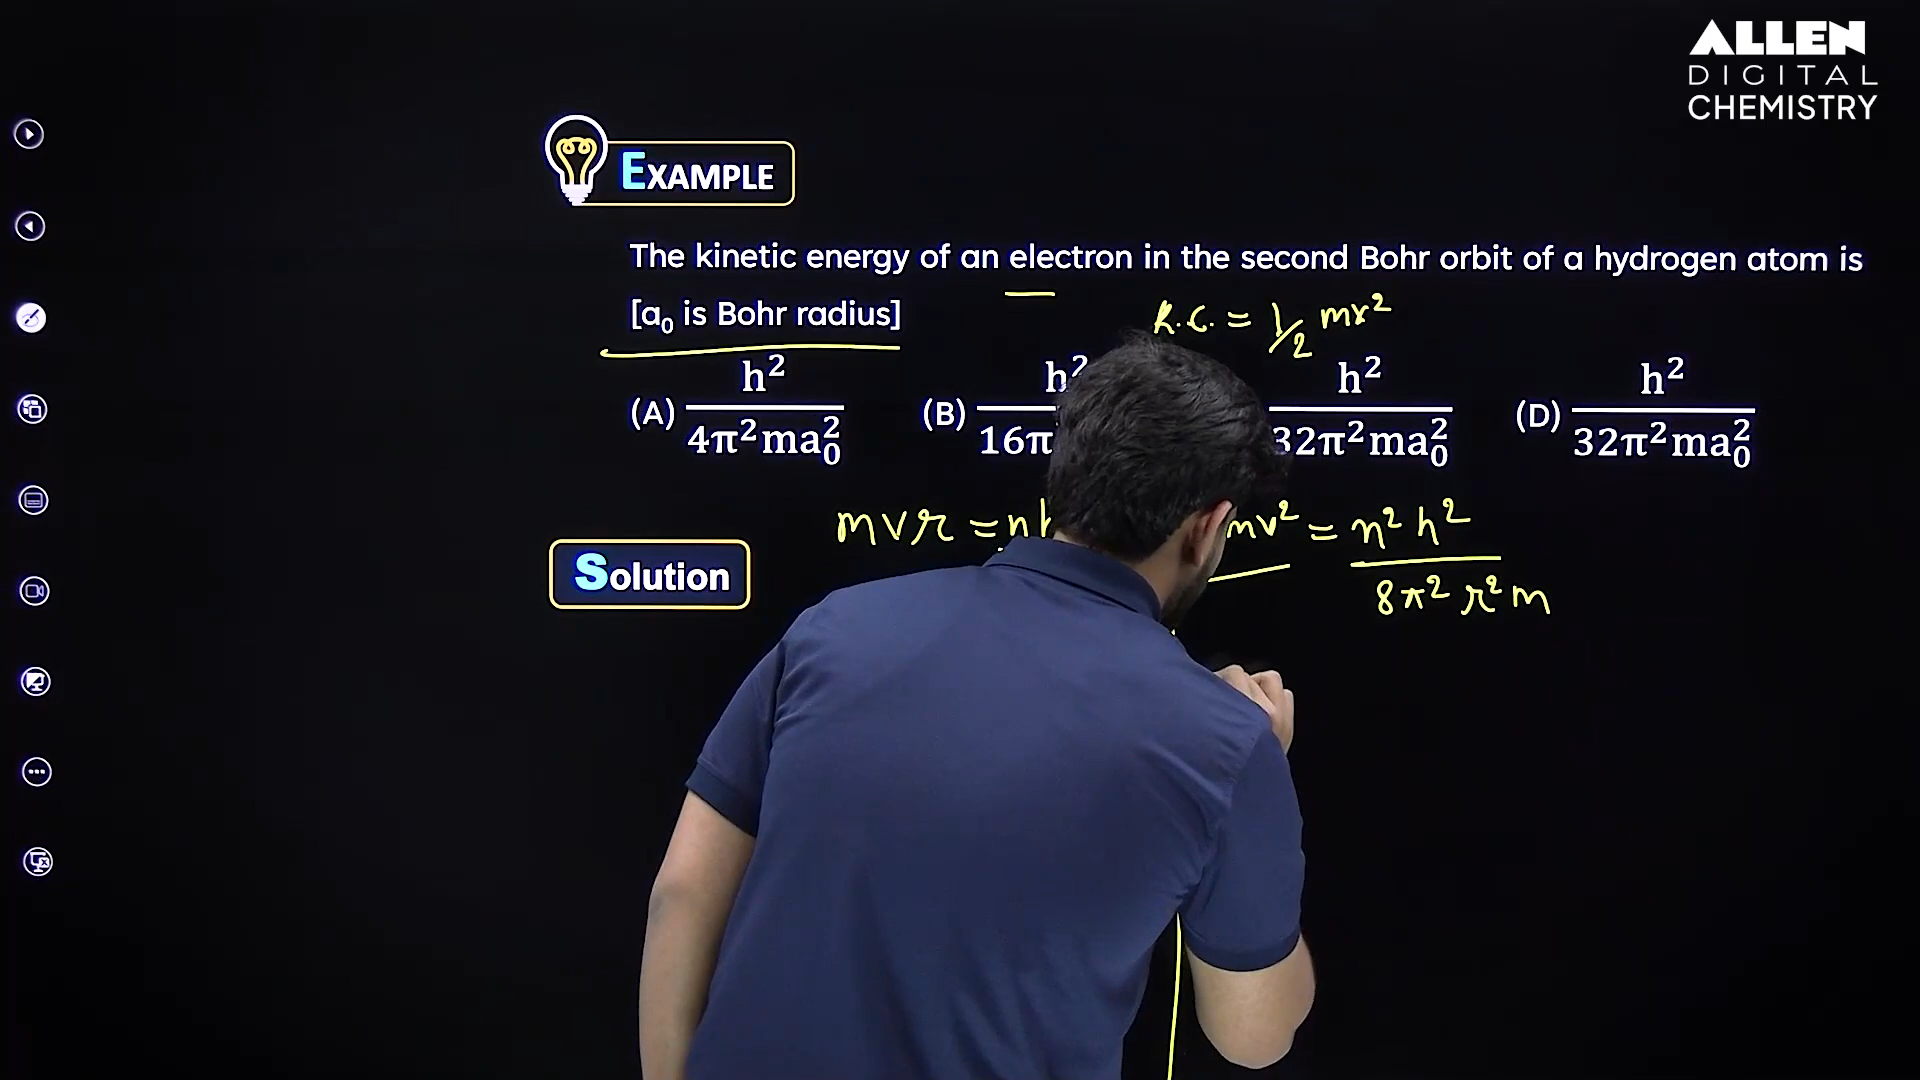 ALLEN
DIGITAL
CHEMISTRY
EXAMPLE
The kinetic energy of an electron in the second Bohr orbit of a hydrogen atom is
[a₀ is Bohr radius]
K.E. = 1/2 mv²
(A) h²/4π²ma₀² (B) h²/16π h²/32π²ma₀² (D) h²/32π²ma₀²
mvr = n mv² = n²h²/8π²r²m
Solution